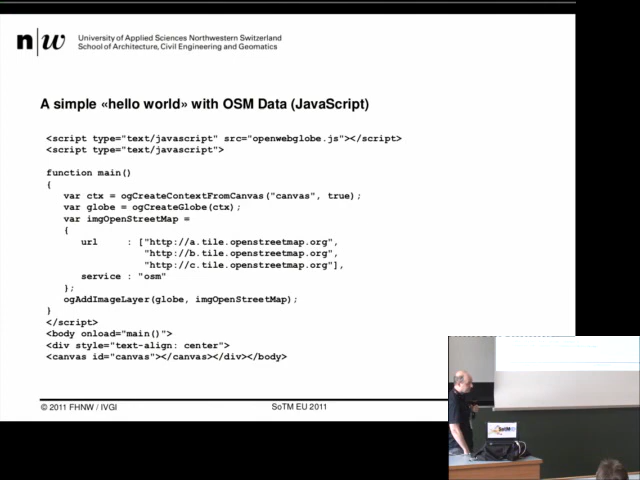 n|w University of Applied Sciences Northwestern Switzerland
School of Architecture, Civil Engineering and Geomatics
A simple «hello world» with OSM Data (JavaScript)
<script type="text/javascript" src="openwebglobe.js"></script>
<script type="text/javascript">
function main()
{
var ctx = ogCreateContextFromCanvas("canvas", true);
var globe = ogCreateGlobe(ctx);
var imgOpenStreetMap =
{
url : ["http://a.tile.openstreetmap.org",
"http://b.tile.openstreetmap.org",
"http://c.tile.openstreetmap.org"],
service : "osm"
};
ogAddImageLayer(globe, imgOpenStreetMap);
}
</script>
<body onload="main()">
<div style="text-align: center">
<canvas id="canvas"></canvas></div></body>
© 2011 FHNW / IVGI
SoTM EU 2011